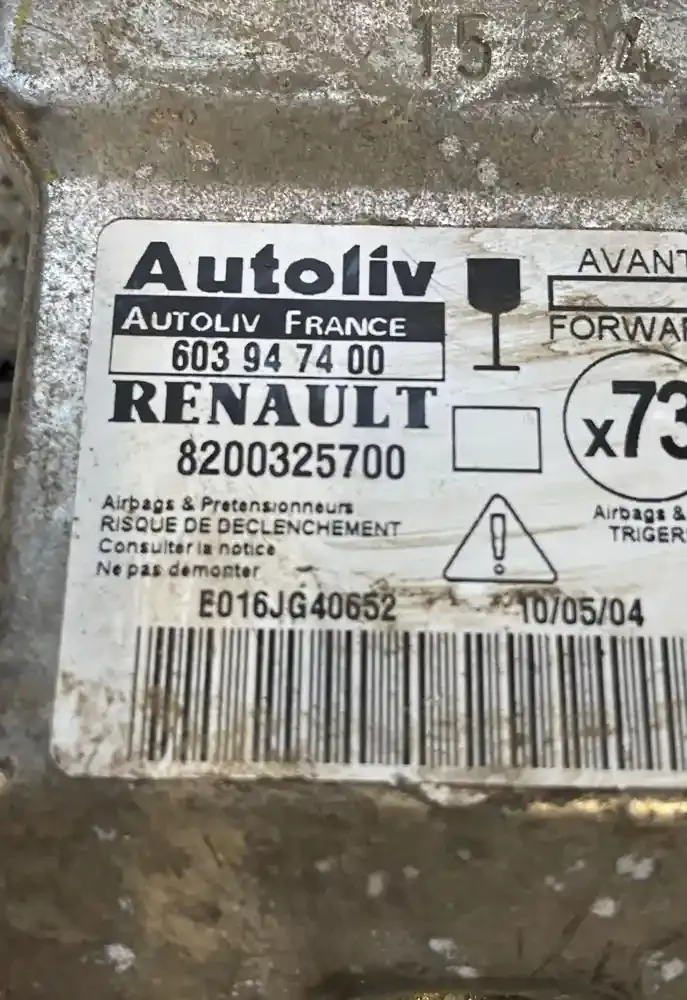 15
Autoliv
AUTOLIV FRANCE
603 94 74 00
RENAULT
8200325700
AVANT
FORWA
x73
Airbags & Pretensionneurs
RISQUE DE DECLENCHEMENT
Consulter la notice
Ne pas demonter
Airbags &
TRIGER
E016JG40652
10/05/04